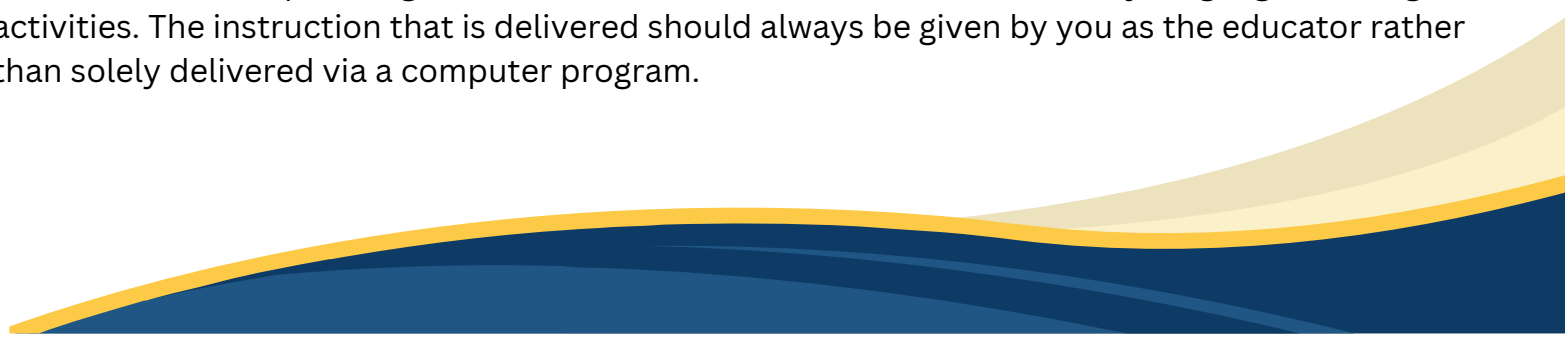 activities. The instruction that is delivered should always be given by you as the educator rather
than solely delivered via a computer program.